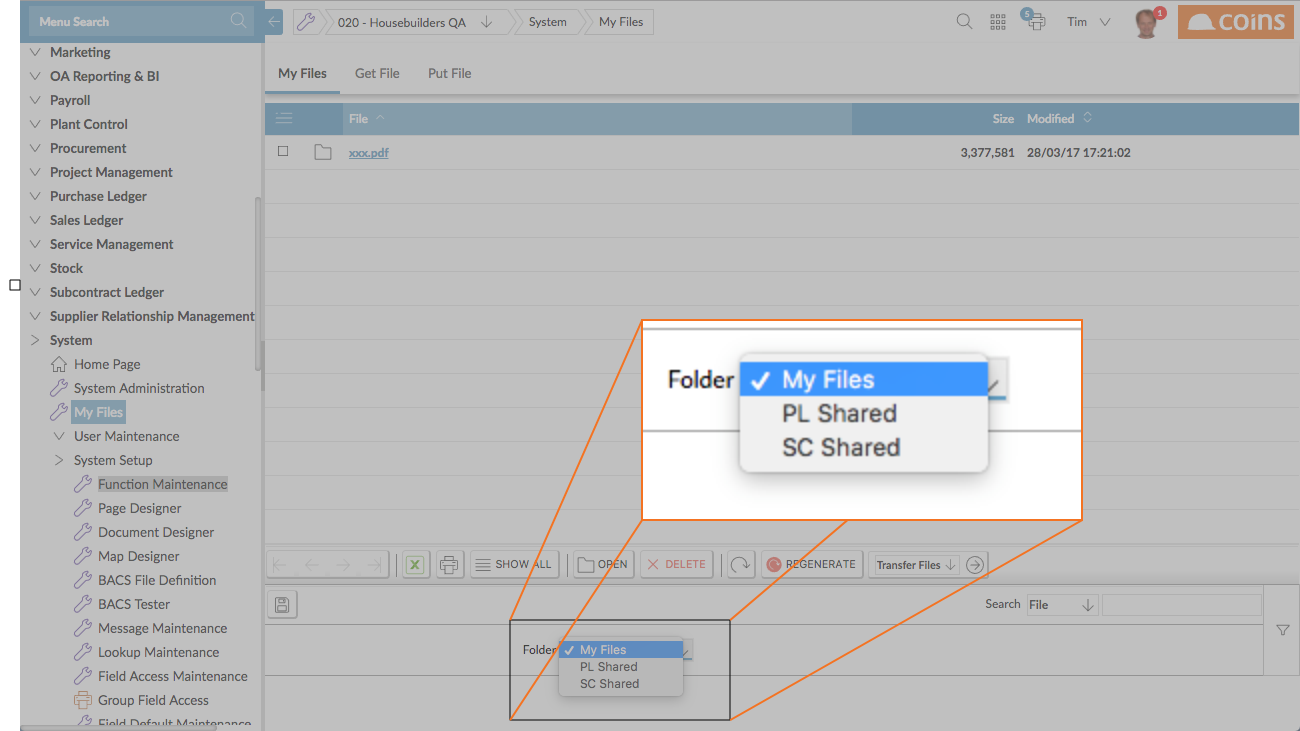 Menu Search
020 - Housebuilders QA
System
My Files
5
Tim
1
coins
Marketing
OA Reporting & BI
Payroll
Plant Control
Procurement
Project Management
Purchase Ledger
Sales Ledger
Service Management
Stock
Subcontract Ledger
Supplier Relationship Management
System
Home Page
System Administration
My Files
User Maintenance
System Setup
Function Maintenance
Page Designer
Document Designer
Map Designer
BACS File Definition
BACS Tester
Message Maintenance
Lookup Maintenance
Field Access Maintenance
Group Field Access
Field Default Maintenance
My Files Get File Put File
File Size Modified
xxx.pdf 3,377,581 28/03/17 17:21:02
Folder My Files
PL Shared
SC Shared
SHOW ALL OPEN DELETE REGENERATE Transfer Files
Search File
Folder My Files
PL Shared
SC Shared